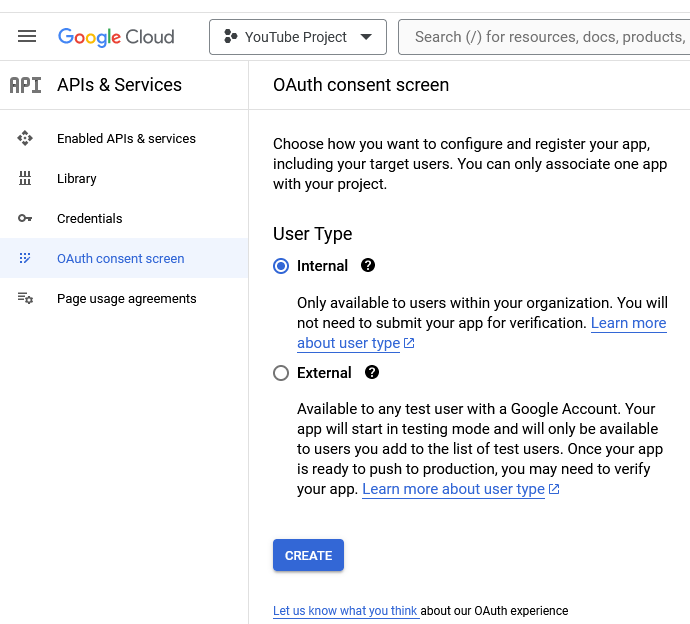 Google Cloud
YouTube Project
Search (/) for resources, docs, products,
API
APIs & Services
OAuth consent screen
Enabled APIs & services
Library
Credentials
OAuth consent screen
Page usage agreements
Choose how you want to configure and register your app,
including your target users. You can only associate one app
with your project.
User Type
Internal
Only available to users within your organization. You will
not need to submit your app for verification. Learn more
about user type
External
Available to any test user with a Google Account. Your
app will start in testing mode and will only be available
to users you add to the list of test users. Once your app
is ready to push to production, you may need to verify
your app. Learn more about user type
CREATE
Let us know what you think about our OAuth experience